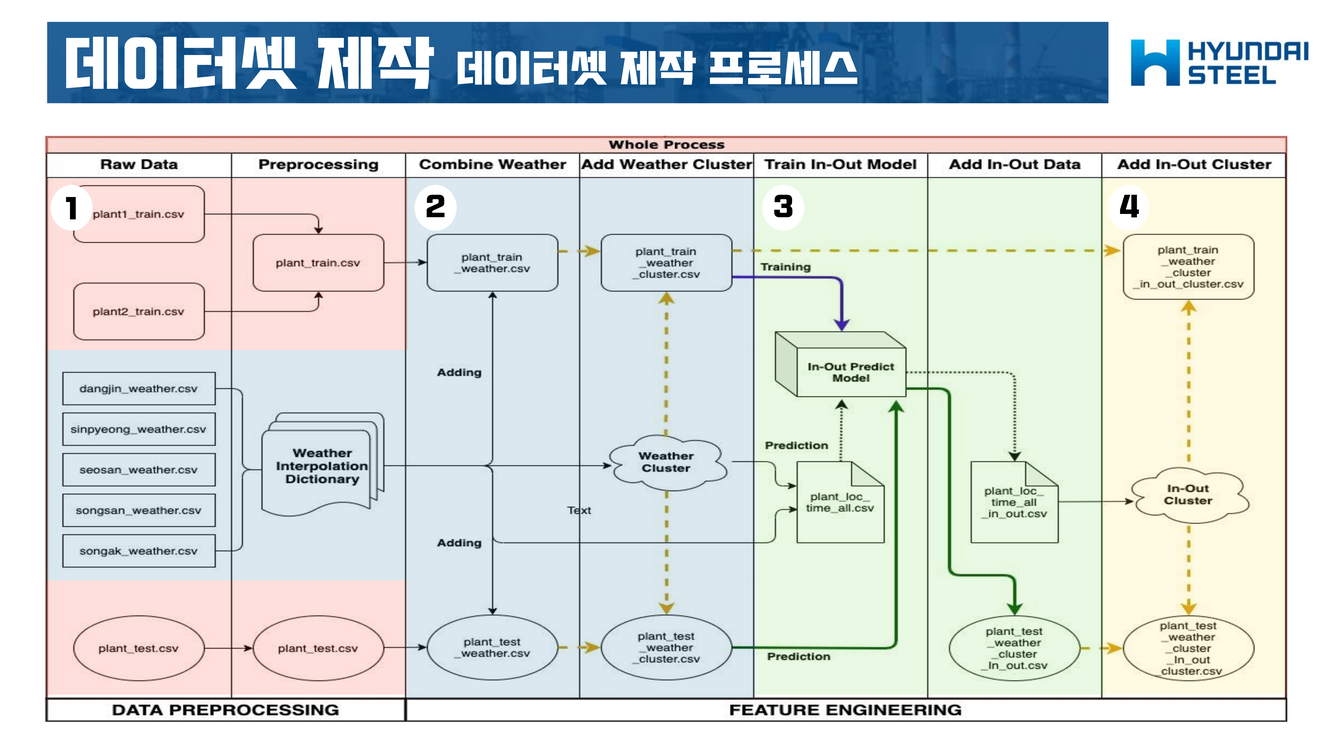 데이터셋 제작 데이터셋 제작 프로세스
HYUNDAI
STEEL
Whole Process
Raw Data
Preprocessing
Combine Weather
Add Weather Cluster
Train In-Out Model
Add In-Out Data
Add In-Out Cluster
1
plant1_train.csv
plant2_train.csv
plant_train.csv
dangjin_weather.csv
sinpyeong_weather.csv
seosan_weather.csv
songsan_weather.csv
songak_weather.csv
Weather
Interpolation
Dictionary
plant_test.csv
plant_test.csv
2
plant_train
_weather.csv
Adding
Adding
plant_test
_weather.csv
plant_train
_weather
_cluster.csv
Weather
Cluster
Text
plant_test
_weather
_cluster.csv
3
Training
In-Out Predict
Model
Prediction
plant_loc_
time_all.csv
Prediction
plant_loc_
time_all
_in_out.csv
plant_test
_weather
_cluster
_In_out.csv
4
plant_train
_weather
_cluster
_in_out_cluster.csv
In-Out
Cluster
plant_test
_weather
_cluster
_In_out
_cluster.csv
DATA PREPROCESSING
FEATURE ENGINEERING